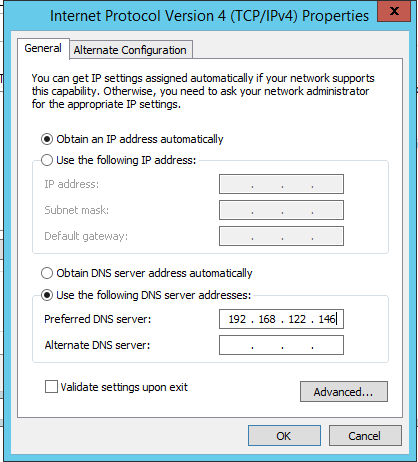 Internet Protocol Version 4 (TCP/IPv4) Properties
x
General
Alternate Configuration
You can get IP settings assigned automatically if your network supports
this capability. Otherwise, you need to ask your network administrator
for the appropriate IP settings.
Obtain an IP address automatically
Use the following IP address:
IP address: . . .
Subnet mask: . . .
Default gateway: . . .
Obtain DNS server address automatically
Use the following DNS server addresses:
Preferred DNS server: 192 . 168 . 122 . 146
Alternate DNS server: . . .
Validate settings upon exit
Advanced...
OK
Cancel